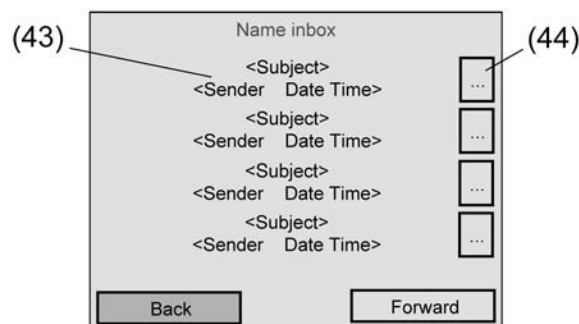 Name inbox
(43)
(44)
<Subject>
...
<Sender Date Time>
<Subject>
...
<Sender Date Time>
<Subject>
...
<Sender Date Time>
<Subject>
...
<Sender Date Time>
Back
Forward